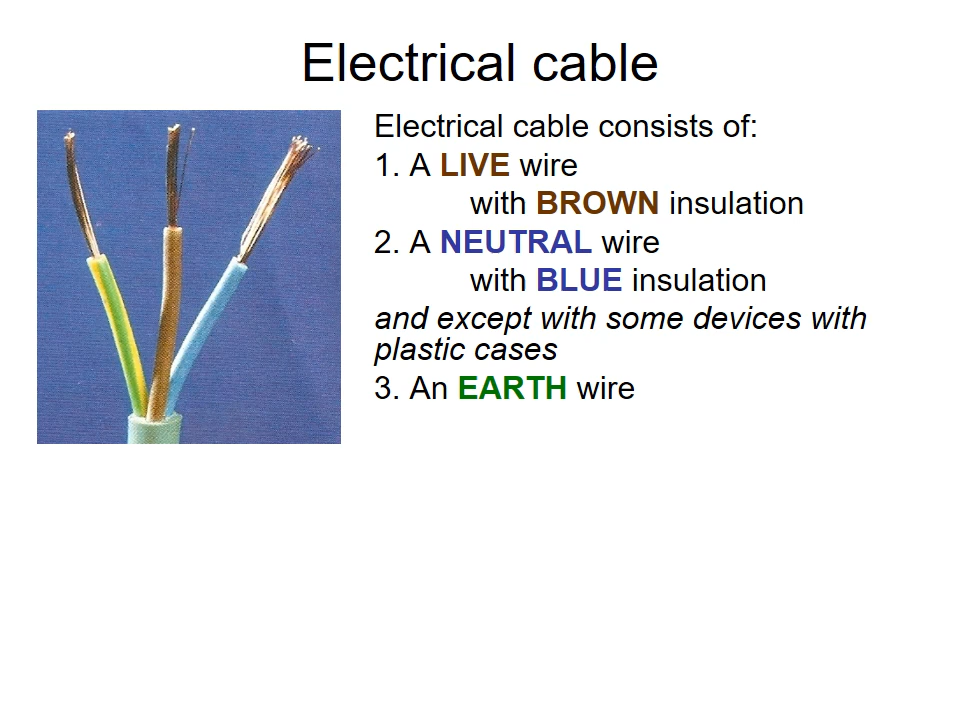 Electrical cable
Electrical cable consists of:
1. A LIVE wire
with BROWN insulation
2. A NEUTRAL wire
with BLUE insulation
and except with some devices with
plastic cases
3. An EARTH wire